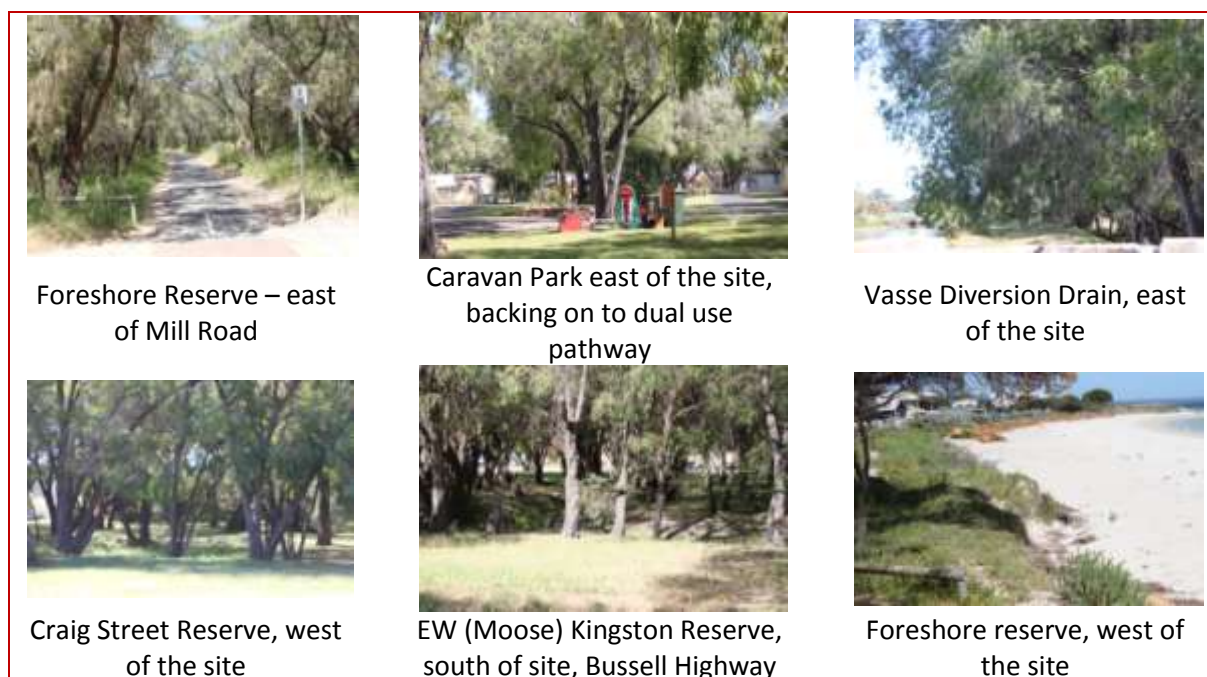 Foreshore Reserve – east
of Mill Road
Caravan Park east of the site,
backing on to dual use
pathway
Vasse Diversion Drain, east
of the site
Craig Street Reserve, west
of the site
EW (Moose) Kingston Reserve,
south of site, Bussell Highway
Foreshore reserve, west of
the site